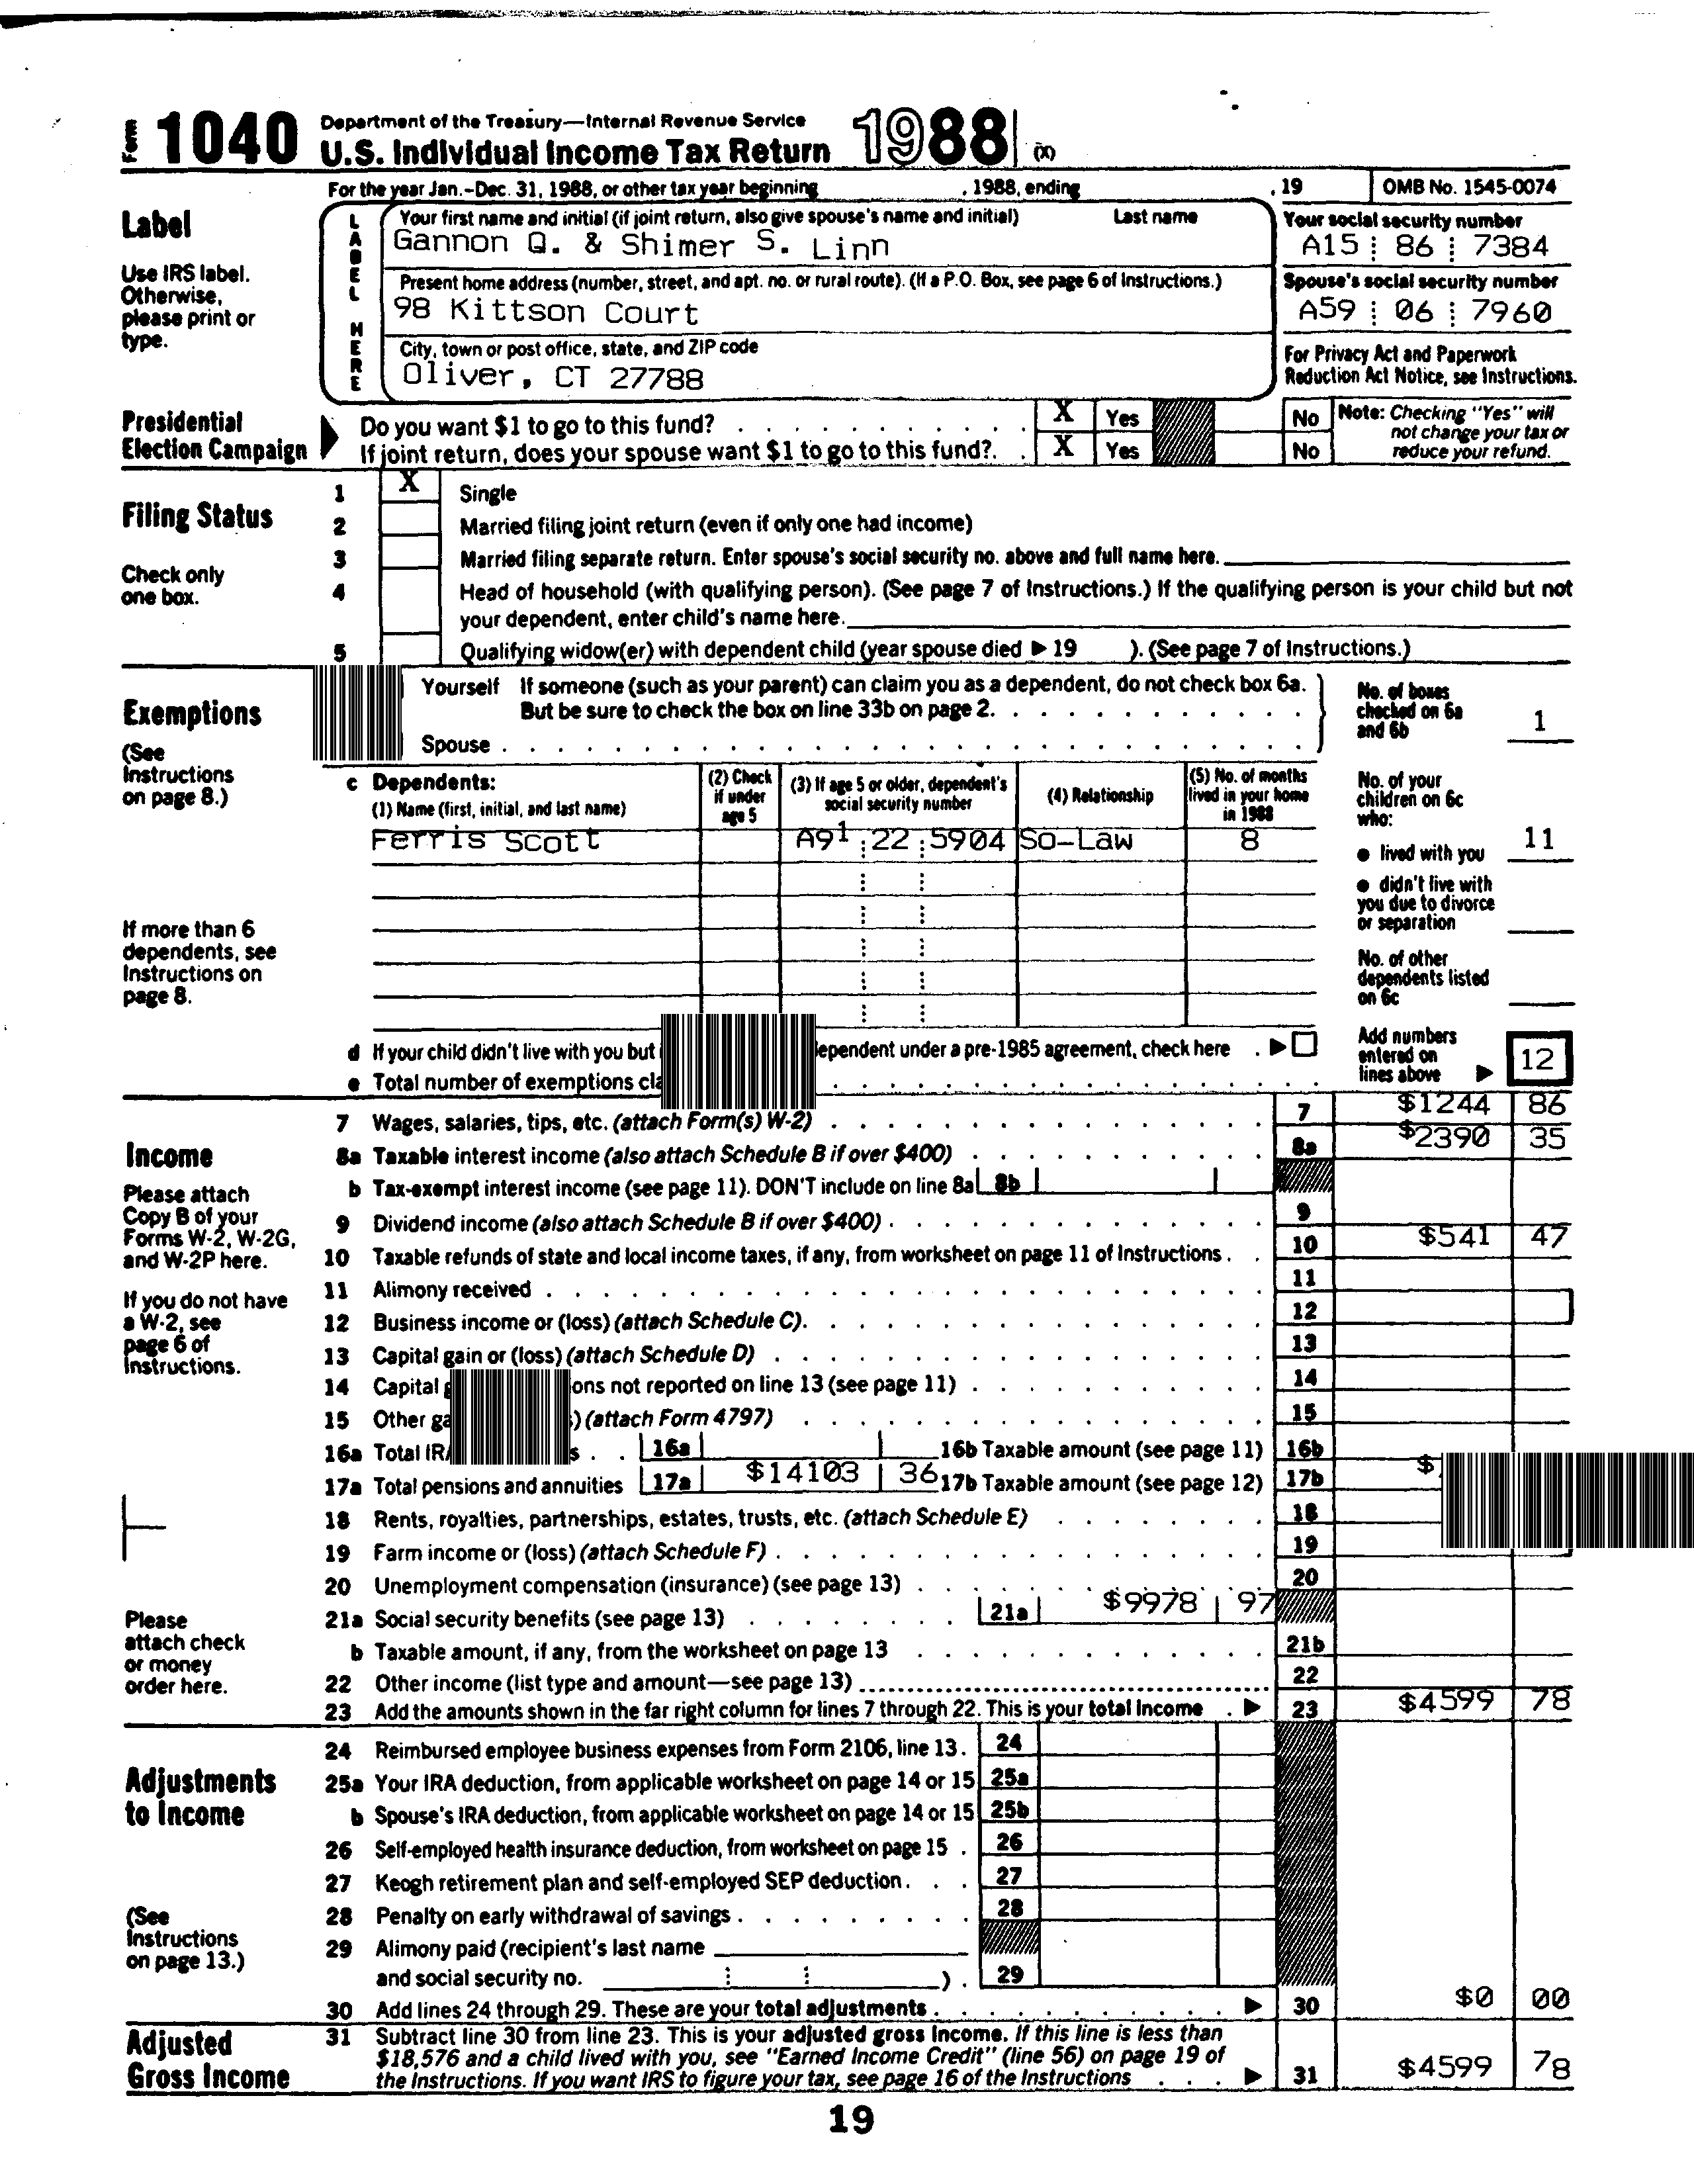 Form 1040 Department of the Treasury—Internal Revenue Service
U.S. Individual Income Tax Return 1988 (X)
For the year Jan.-Dec. 31, 1988, or other tax year beginning , 1988, ending , 19 OMB No. 1545-0074
Label
Use IRS label.
Otherwise,
please print or
type.
LABEL HERE
Your first name and initial (if joint return, also give spouse's name and initial) Last name
Gannon Q. & Shimer S. Linn
Your social security number
A15 86 7384
Present home address (number, street, and apt. no. or rural route). (If a P.O. Box, see page 6 of Instructions.)
98 Kittson Court
Spouse's social security number
A59 06 7960
City, town or post office, state, and ZIP code
Oliver, CT 27788
For Privacy Act and Paperwork
Reduction Act Notice, see Instructions.
Presidential
Election Campaign
Do you want $1 to go to this fund? X Yes No
If joint return, does your spouse want $1 to go to this fund?. X Yes No
Note: Checking "Yes" will
not change your tax or
reduce your refund.
Filing Status
Check only
one box.
1 X Single
2 Married filing joint return (even if only one had income)
3 Married filing separate return. Enter spouse's social security no. above and full name here.
4 Head of household (with qualifying person). (See page 7 of Instructions.) If the qualifying person is your child but not
your dependent, enter child's name here.
5 Qualifying widow(er) with dependent child (year spouse died ▶ 19 ). (See page 7 of Instructions.)
Exemptions
(See
Instructions
on page 8.)
Yourself If someone (such as your parent) can claim you as a dependent, do not check box 6a.
But be sure to check the box on line 33b on page 2.
Spouse
No. of boxes
checked on 6a
and 6b 1
c Dependents:
(1) Name (first, initial, and last name)
(2) Check
if under
age 5
(3) If age 5 or older, dependent's
social security number
(4) Relationship
(5) No. of months
lived in your home
in 1988
Ferris Scott A91 22 5904 So-Law 8
No. of your
children on 6c
who:
● lived with you 11
● didn't live with
you due to divorce
or separation
No. of other
dependents listed
on 6c
If more than 6
dependents, see
Instructions on
page 8.
d If your child didn't live with you but ependent under a pre-1985 agreement, check here ▶
e Total number of exemptions cla
Add numbers
entered on
lines above ▶ 12
Income
Please attach
Copy B of your
Forms W-2, W-2G,
and W-2P here.
If you do not have
a W-2, see
page 6 of
Instructions.
7 Wages, salaries, tips, etc. (attach Form(s) W-2) 7 $1244 86
8a Taxable interest income (also attach Schedule B if over $400) 8a $2390 35
b Tax-exempt interest income (see page 11). DON'T include on line 8a 8b
9 Dividend income (also attach Schedule B if over $400) 9
10 Taxable refunds of state and local income taxes, if any, from worksheet on page 11 of Instructions 10 $541 47
11 Alimony received 11
12 Business income or (loss) (attach Schedule C). 12
13 Capital gain or (loss) (attach Schedule D) 13
14 Capital g ons not reported on line 13 (see page 11) 14
15 Other ga ) (attach Form 4797) 15
16a Total IRA s 16a 16b Taxable amount (see page 11) 16b
17a Total pensions and annuities 17a $14103 36 17b Taxable amount (see page 12) 17b $
18 Rents, royalties, partnerships, estates, trusts, etc. (attach Schedule E) 18
19 Farm income or (loss) (attach Schedule F) 19
20 Unemployment compensation (insurance) (see page 13) 20
21a Social security benefits (see page 13) 21a $9978 97
b Taxable amount, if any, from the worksheet on page 13 21b
22 Other income (list type and amount—see page 13) 22
23 Add the amounts shown in the far right column for lines 7 through 22. This is your total income ▶ 23 $4599 78
Please
attach check
or money
order here.
Adjustments
to Income
(See
Instructions
on page 13.)
24 Reimbursed employee business expenses from Form 2106, line 13. 24
25a Your IRA deduction, from applicable worksheet on page 14 or 15 25a
b Spouse's IRA deduction, from applicable worksheet on page 14 or 15 25b
26 Self-employed health insurance deduction, from worksheet on page 15 26
27 Keogh retirement plan and self-employed SEP deduction. 27
28 Penalty on early withdrawal of savings 28
29 Alimony paid (recipient's last name
and social security no. ) 29
30 Add lines 24 through 29. These are your total adjustments ▶ 30 $0 00
Adjusted
Gross Income
31 Subtract line 30 from line 23. This is your adjusted gross income. If this line is less than
$18,576 and a child lived with you, see "Earned Income Credit" (line 56) on page 19 of
the Instructions. If you want IRS to figure your tax, see page 16 of the Instructions ▶ 31 $4599 78
19